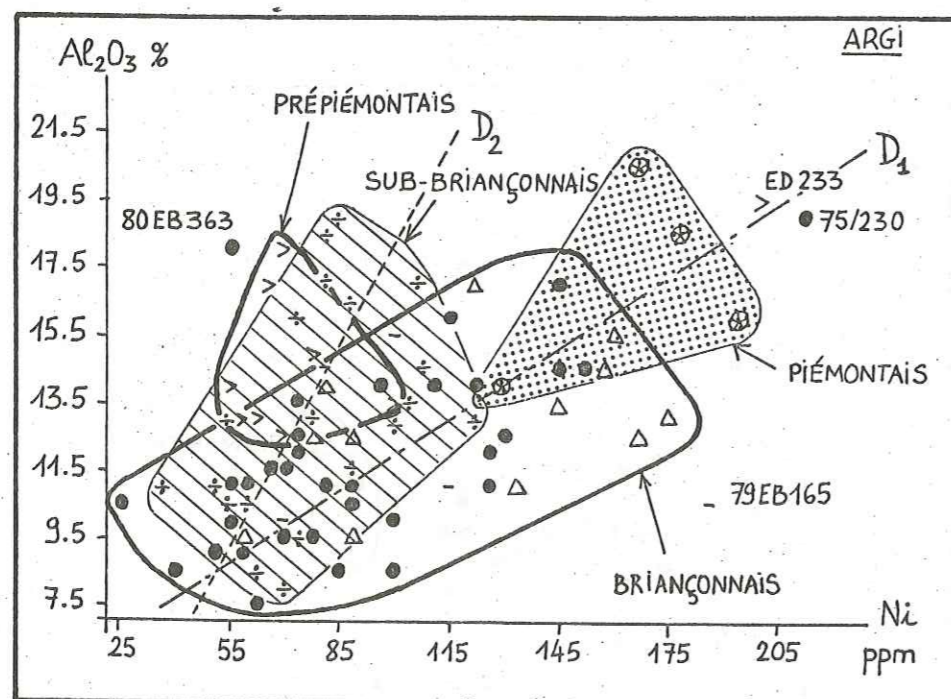 ARGi
Al₂O₃ %
PRÉPIÉMONTAIS
D₂
SUB-BRIANÇONNAIS
D₁
21.5
19.5
17.5
15.5
13.5
11.5
9.5
7.5
80EB363
ED 233
75/230
PIÉMONTAIS
79EB165
BRIANÇONNAIS
Ni
ppm
25 55 85 115 145 175 205